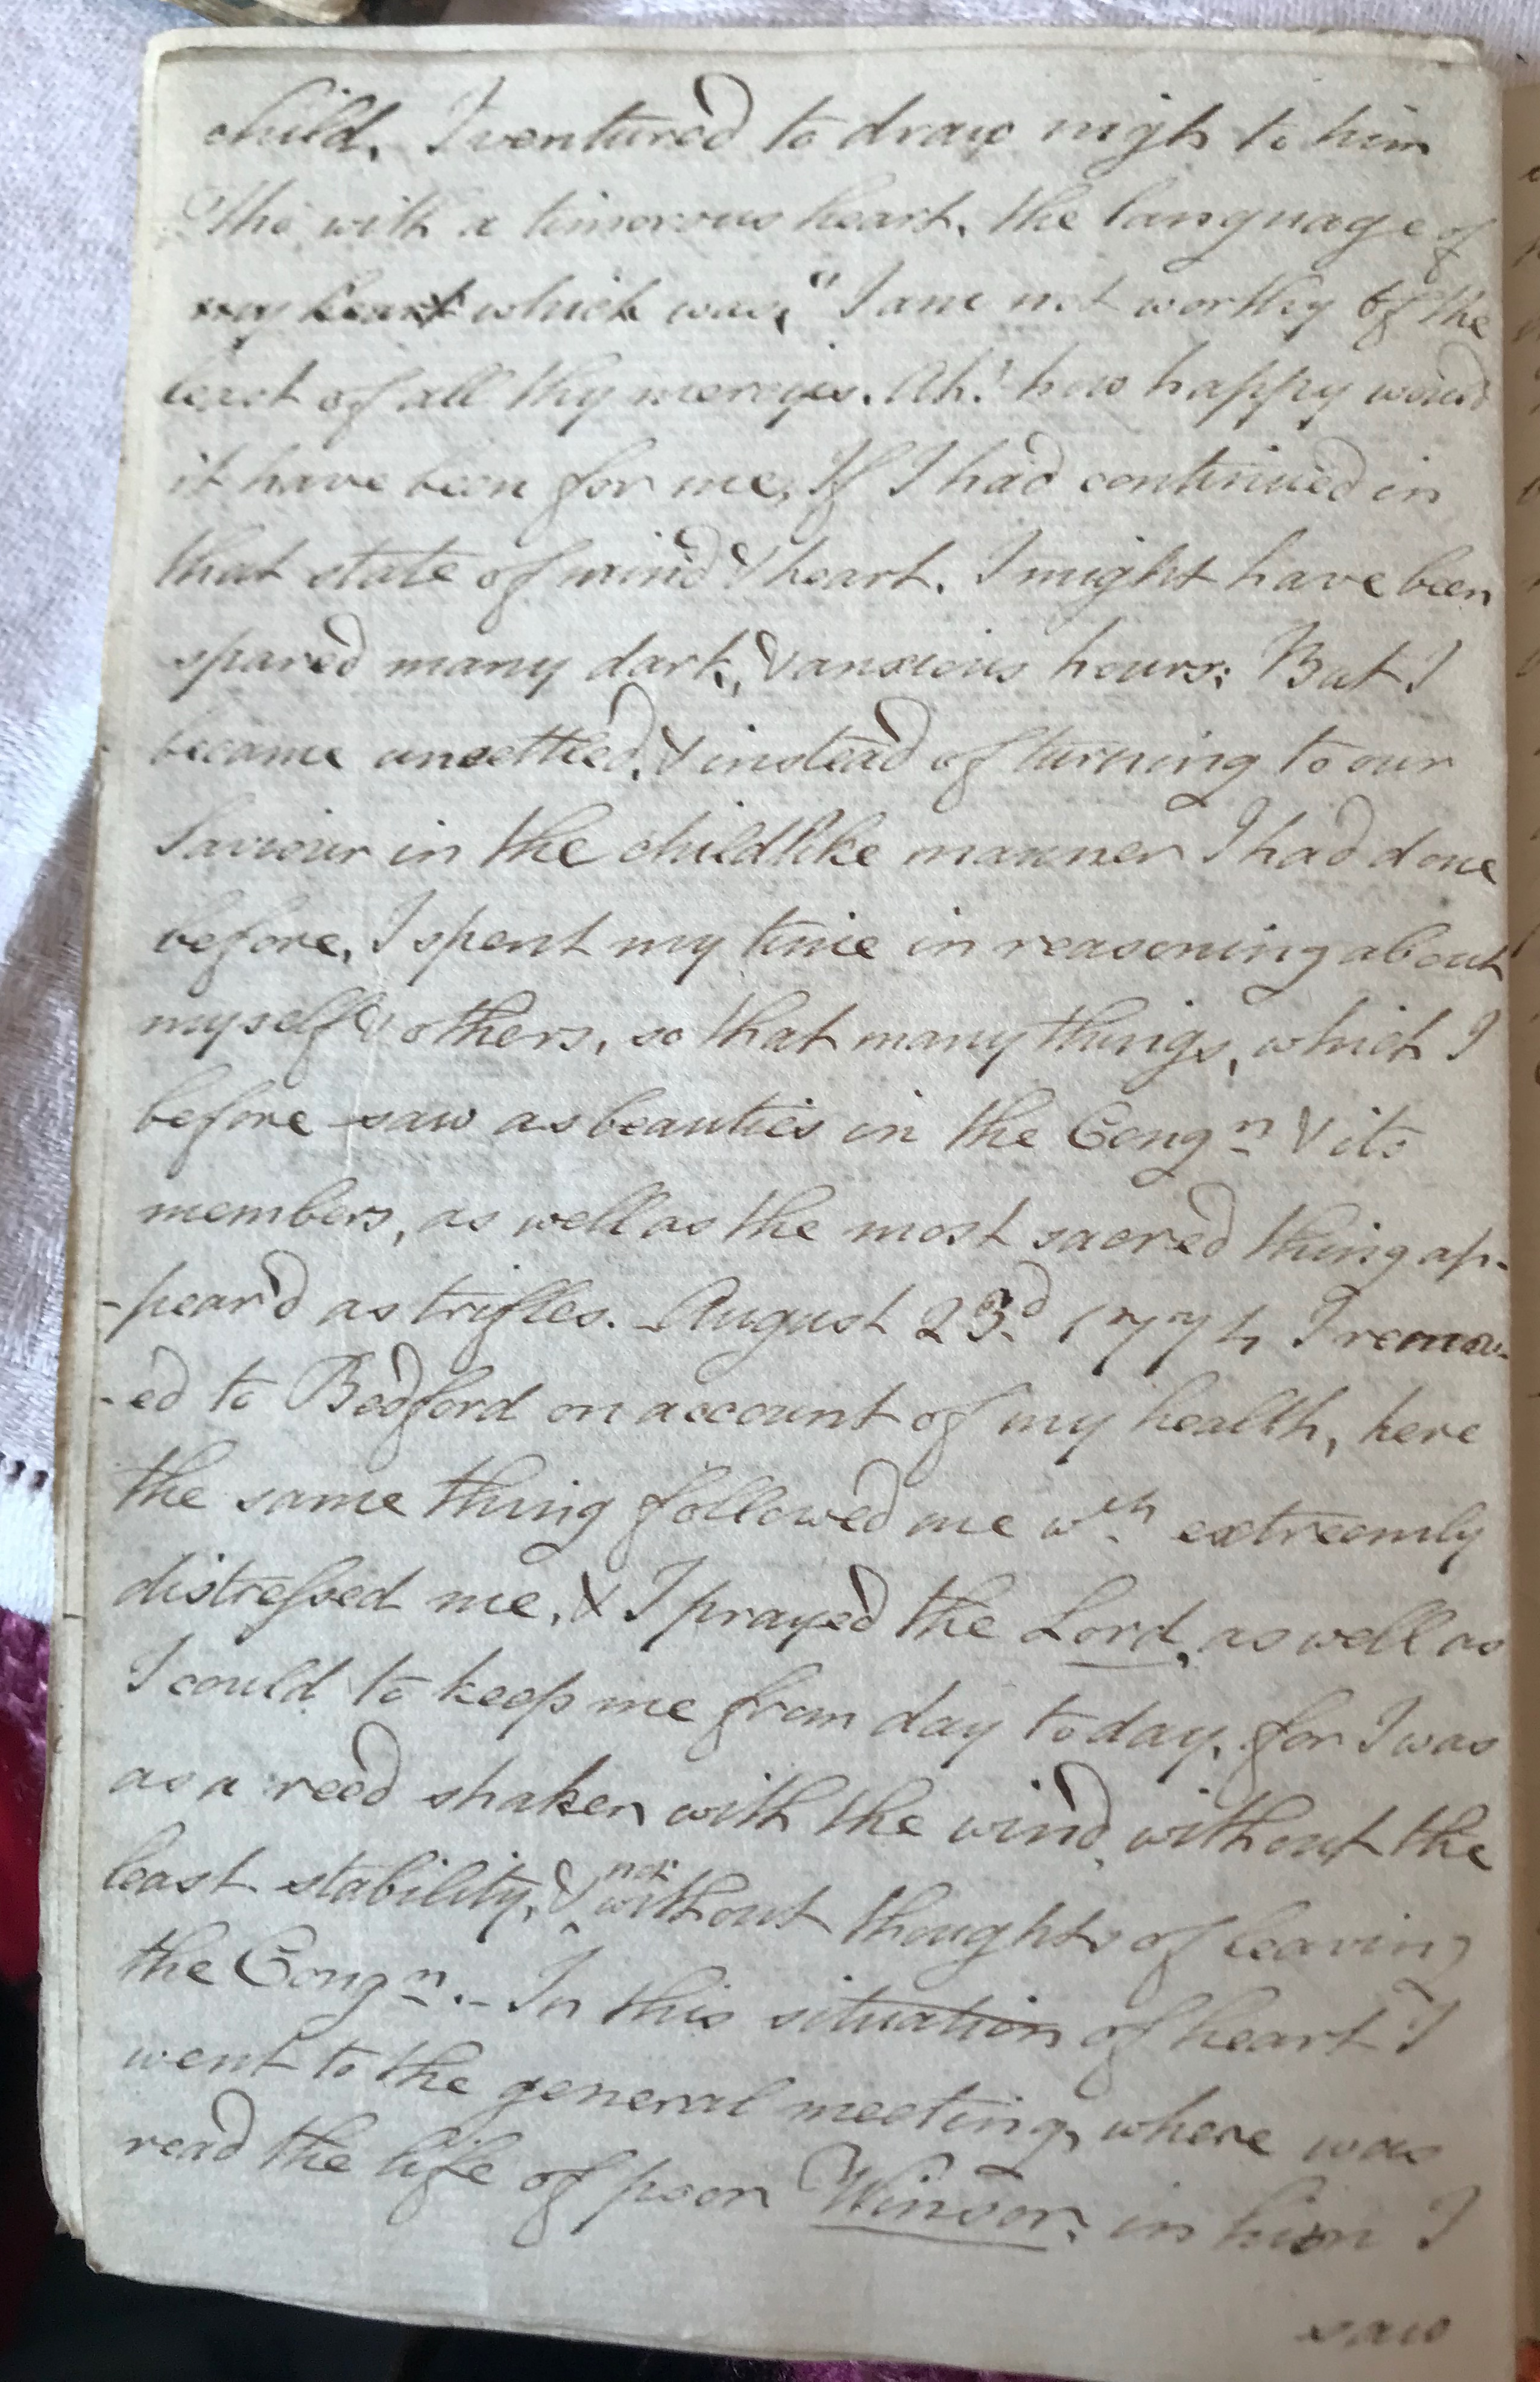 child. I ventured to draw nigh to him
tho' with a timorous heart. the language of
my heart which was, "I am not worthy of the
least of all thy mercyes. Ah! how happy would
it have been for me, If I had continued in
that state of mind & heart. I might have been
spared many dark, & anxious hours: But I
became unsettled, & instead of turning to our
Saviour in the childlike manner I had done
before, I spent my time in reasoning about
myself & others, so that many things, which I
before saw as beauties in the Congn & its
members, as well as the most sacred thing ap-
-pear'd as trifles. - August 23d 1774 I remov-
-ed to Bedford on account of my health, here
the same thing followed me wch extreemly
distressed me, & I prayed the Lord, as well as
I could to keep me from day to day, for I was
as a reed shaken with the wind, without the
least stability, & not without thoughts of leaving
the Congn. - In this situation of heart I
went to the general meeting, where was
read the life of poor Winsor. in him I
saw